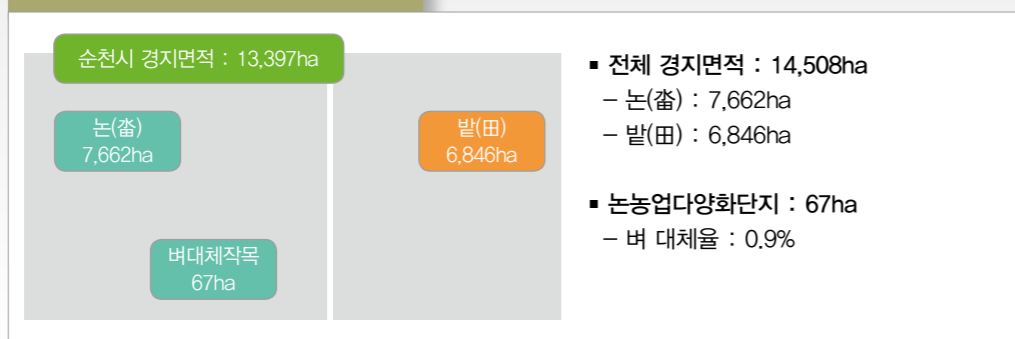 순천시 경지면적 : 13,397ha
논(畓)
7,662ha
밭(田)
6,846ha
벼대체작목
67ha
▪ 전체 경지면적 : 14,508ha
– 논(畓) : 7,662ha
– 밭(田) : 6,846ha
▪ 논농업다양화단지 : 67ha
– 벼 대체율 : 0.9%